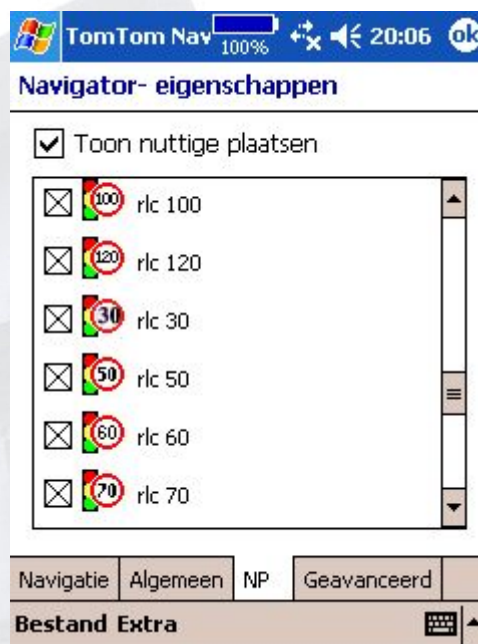 TomTom Nav 100% 20:06 ok
Navigator- eigenschappen
Toon nuttige plaatsen
100 rlc 100
120 rlc 120
30 rlc 30
50 rlc 50
60 rlc 60
70 rlc 70
Navigatie Algemeen NP Geavanceerd
Bestand Extra